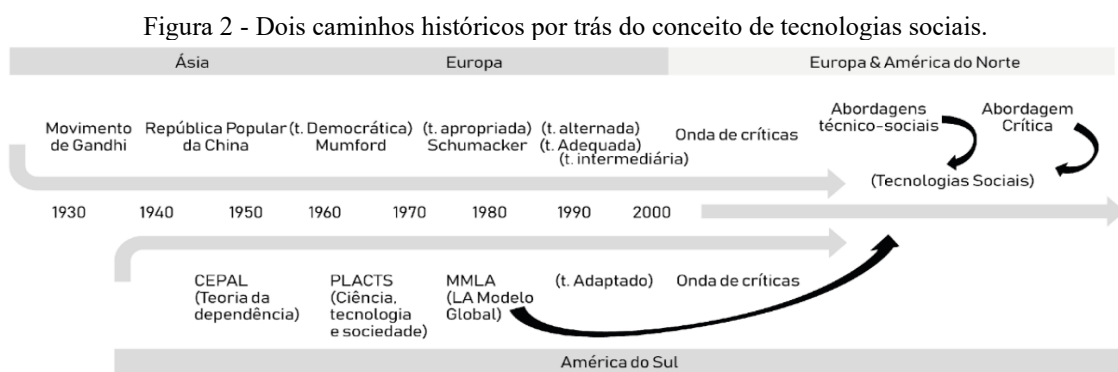 Figura 2 - Dois caminhos históricos por trás do conceito de tecnologias sociais.
Ásia
Europa
Europa & América do Norte
Movimento
de Gandhi
República Popular
da China
(t. Democrática)
Mumford
(t. apropriada)
Schumacker
(t. alternada)
(t. Adequada)
(t. intermediária)
Onda de críticas
Abordagens
técnico-sociais
Abordagem
Crítica
(Tecnologias Sociais)
1930 1940 1950 1960 1970 1980 1990 2000
CEPAL
(Teoria da
dependência)
PLACTS
(Ciência,
tecnologia
e sociedade)
MMLA
(LA Modelo
Global)
(t. Adaptado)
Onda de críticas
América do Sul